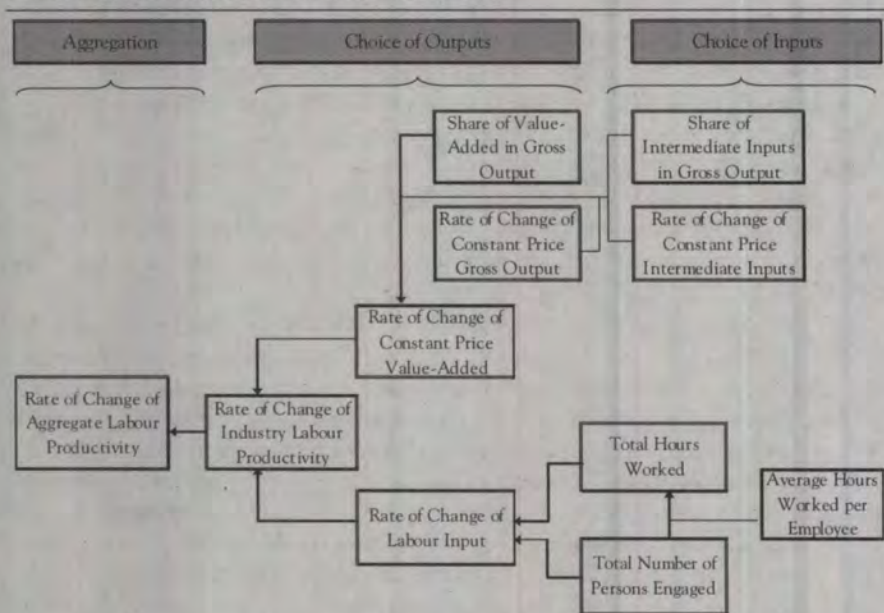 Aggregation
Choice of Outputs
Choice of Inputs
Share of Value-
Added in Gross
Output
Share of
Intermediate Inputs
in Gross Output
Rate of Change of
Constant Price
Gross Output
Rate of Change of
Constant Price
Intermediate Inputs
Rate of Change of
Constant Price
Value-Added
Rate of Change of
Aggregate Labour
Productivity
Rate of Change of
Industry Labour
Productivity
Total Hours
Worked
Average Hours
Worked per
Employee
Rate of Change of
Labour Input
Total Number of
Persons Engaged